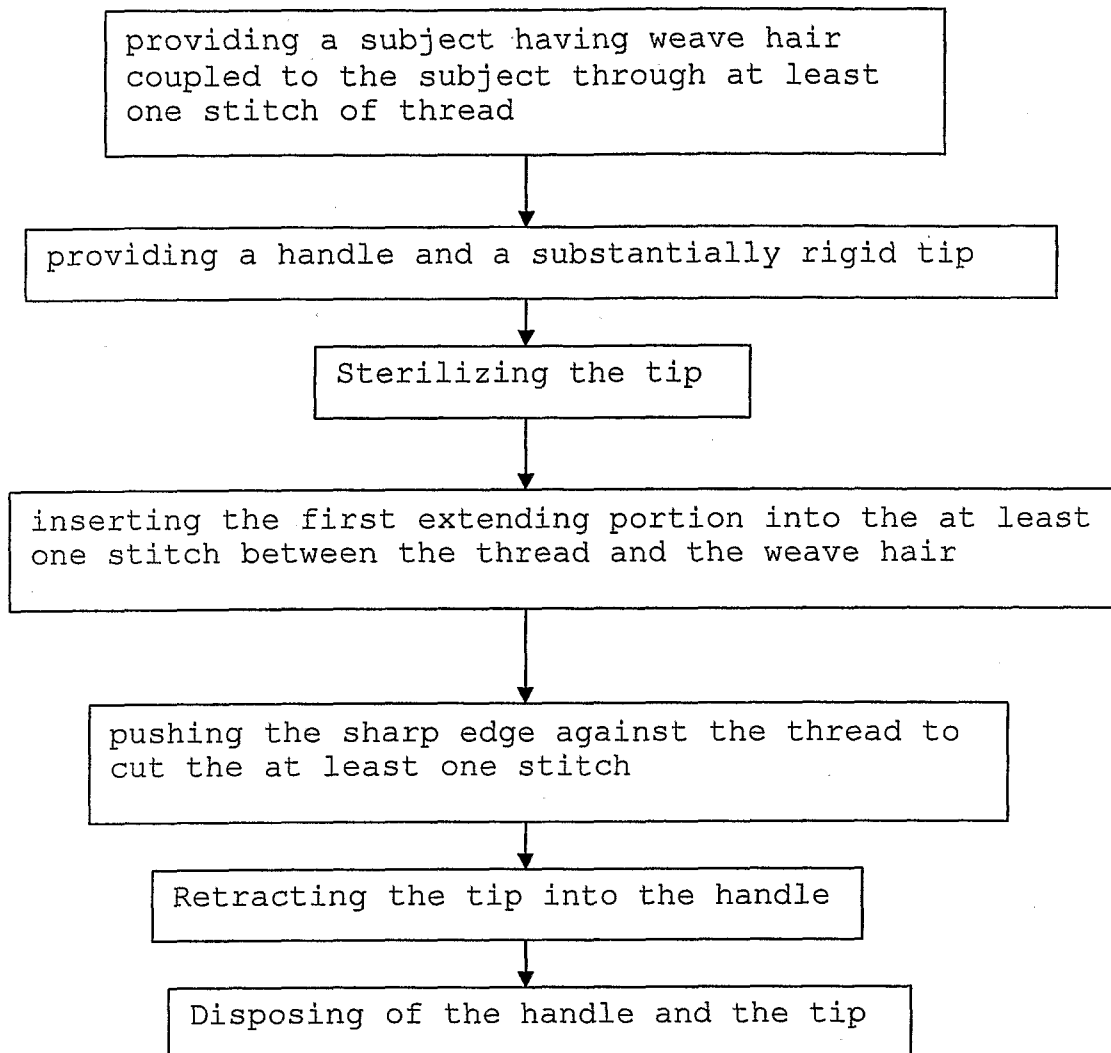 providing a subject having weave hair
coupled to the subject through at least
one stitch of thread
providing a handle and a substantially rigid tip
Sterilizing the tip
inserting the first extending portion into the at least
one stitch between the thread and the weave hair
pushing the sharp edge against the thread to
cut the at least one stitch
Retracting the tip into the handle
Disposing of the handle and the tip